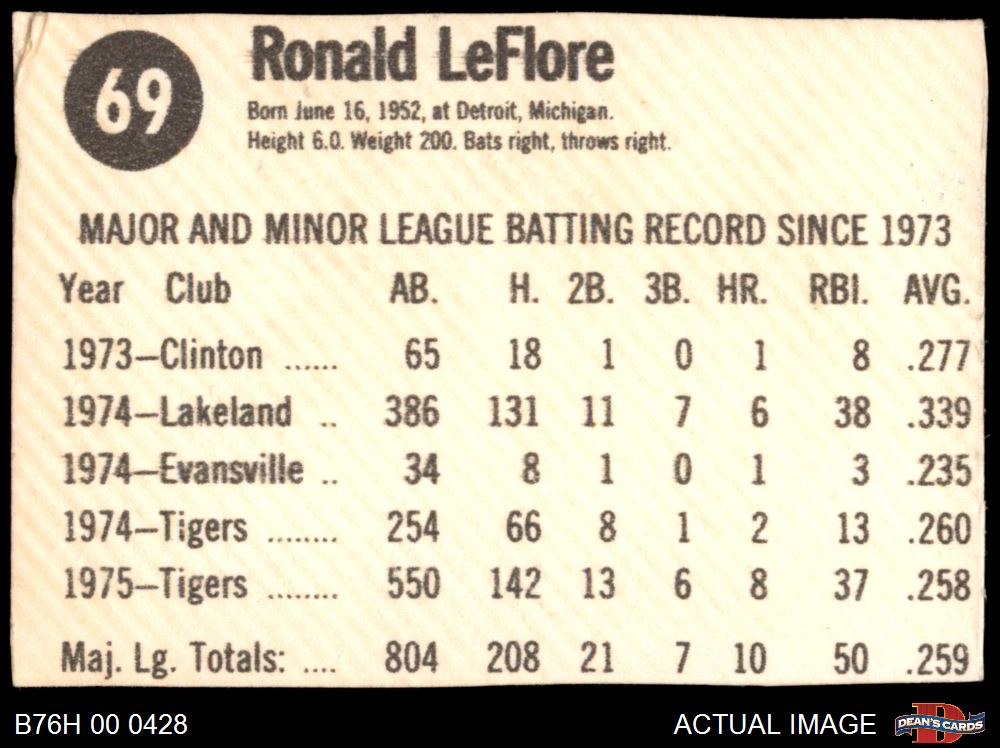 69
Ronald LeFlore
Born June 16, 1952, at Detroit, Michigan.
Height 6.0. Weight 200. Bats right, throws right.
MAJOR AND MINOR LEAGUE BATTING RECORD SINCE 1973
Year Club AB. H. 2B. 3B. HR. RBI. AVG.
1973—Clinton ...... 65 18 1 0 1 8 .277
1974—Lakeland .. 386 131 11 7 6 38 .339
1974—Evansville .. 34 8 1 0 1 3 .235
1974—Tigers ........ 254 66 8 1 2 13 .260
1975—Tigers ........ 550 142 13 6 8 37 .258
Maj. Lg. Totals: .... 804 208 21 7 10 50 .259
B76H 00 0428 ACTUAL IMAGE DEAN'S CARDS